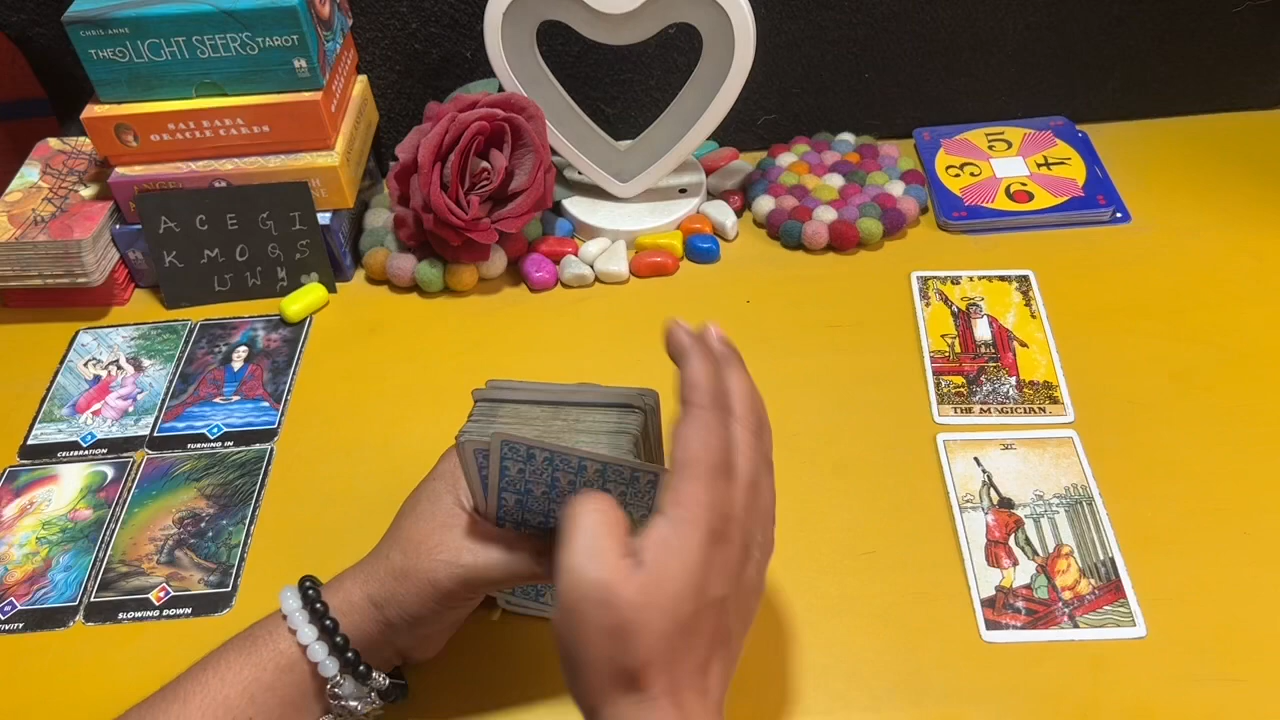 CHRIS-ANNE
THE LIGHT SEER'S TAROT
SAI BABA
ORACLE CARDS
A C E G I
K M O Q S
U W Y
3 5 4 6
CELEBRATION
TURNING IN
SLOWING DOWN
I
THE MAGICIAN.
VI